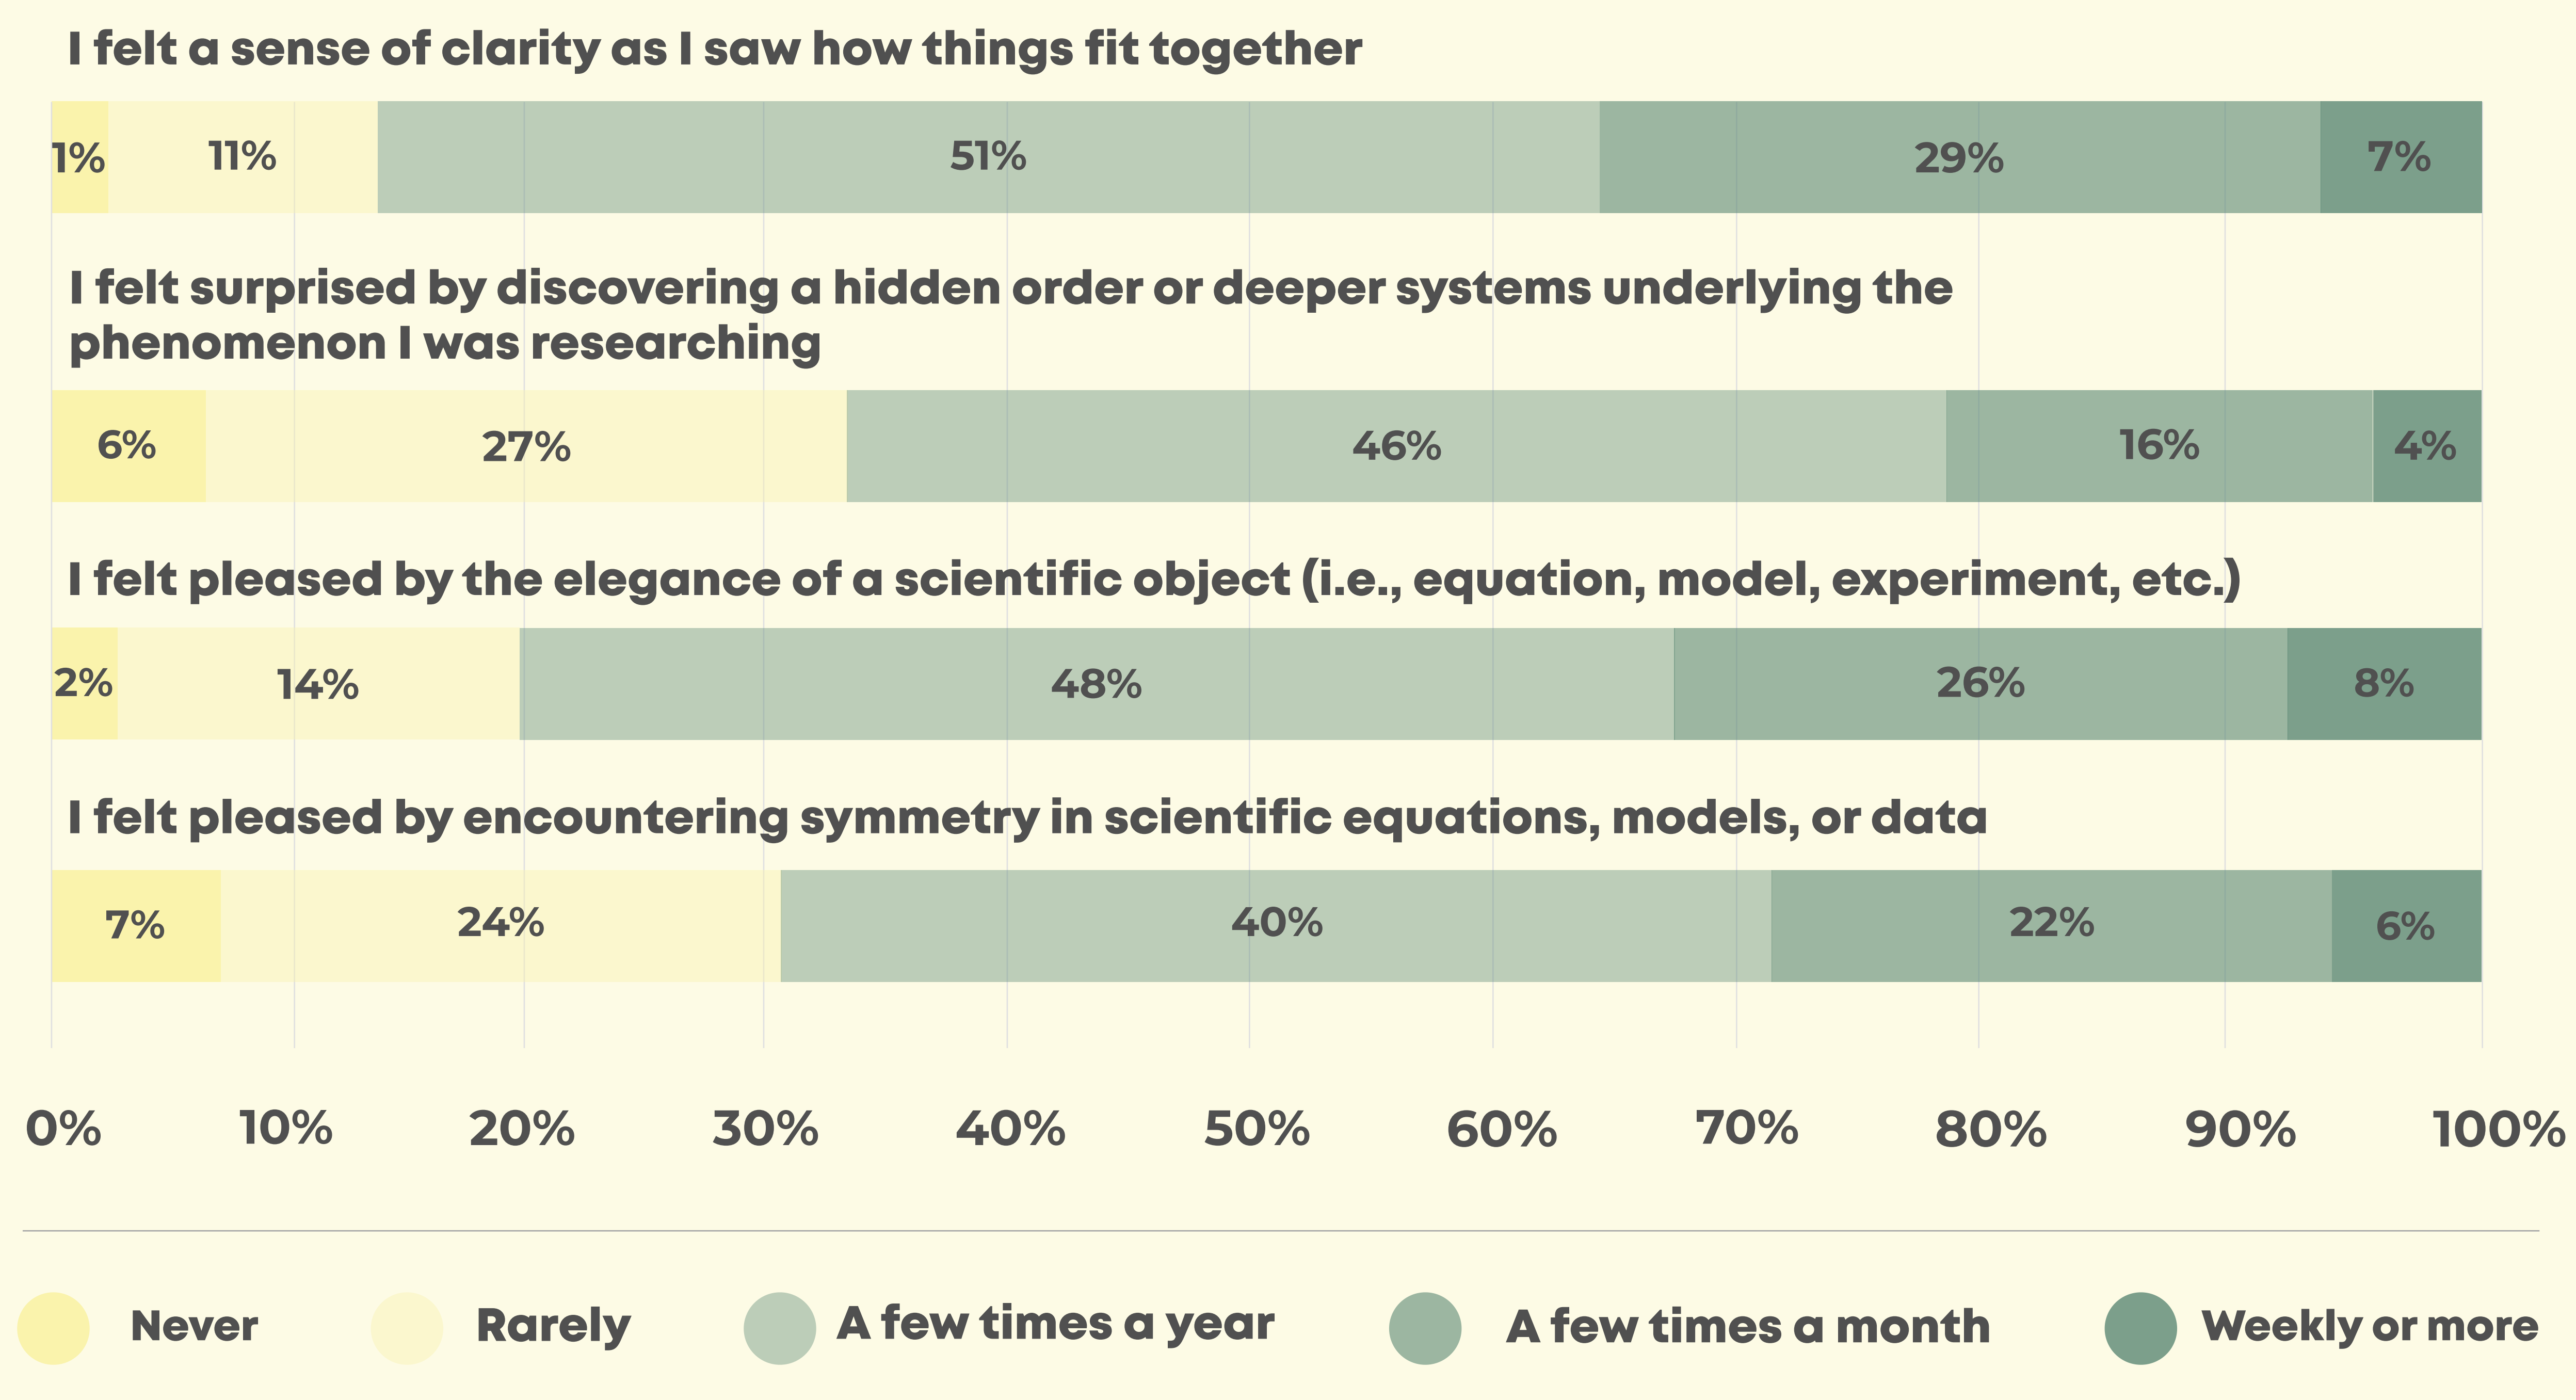 I felt a sense of clarity as I saw how things fit together
1% 11% 51% 29% 7%
I felt surprised by discovering a hidden order or deeper systems underlying the
phenomenon I was researching
6% 27% 46% 16% 4%
I felt pleased by the elegance of a scientific object (i.e., equation, model, experiment, etc.)
2% 14% 48% 26% 8%
I felt pleased by encountering symmetry in scientific equations, models, or data
7% 24% 40% 22% 6%
0% 10% 20% 30% 40% 50% 60% 70% 80% 90% 100%
Never Rarely A few times a year A few times a month Weekly or more